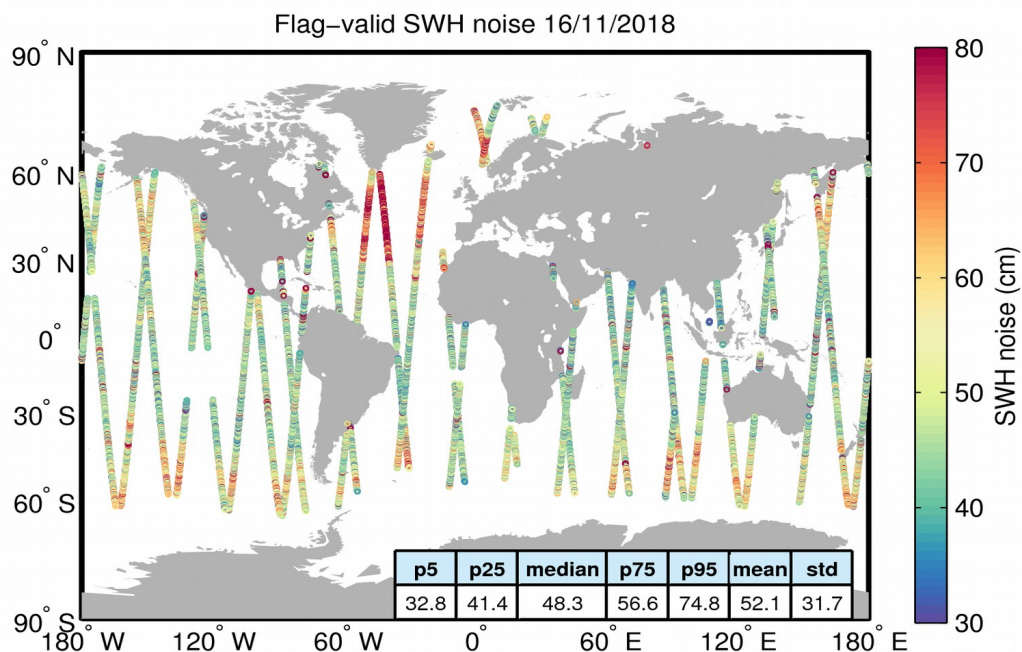 Flag−valid SWH noise 16/11/2018
90° N
60° N
30° N
0°
30° S
60° S
90° S
180° W
120° W
60° W
0°
60° E
120° E
180° E
80
70
60
50
40
30
SWH noise (cm)
p5 p25 median p75 p95 mean std
32.8 41.4 48.3 56.6 74.8 52.1 31.7